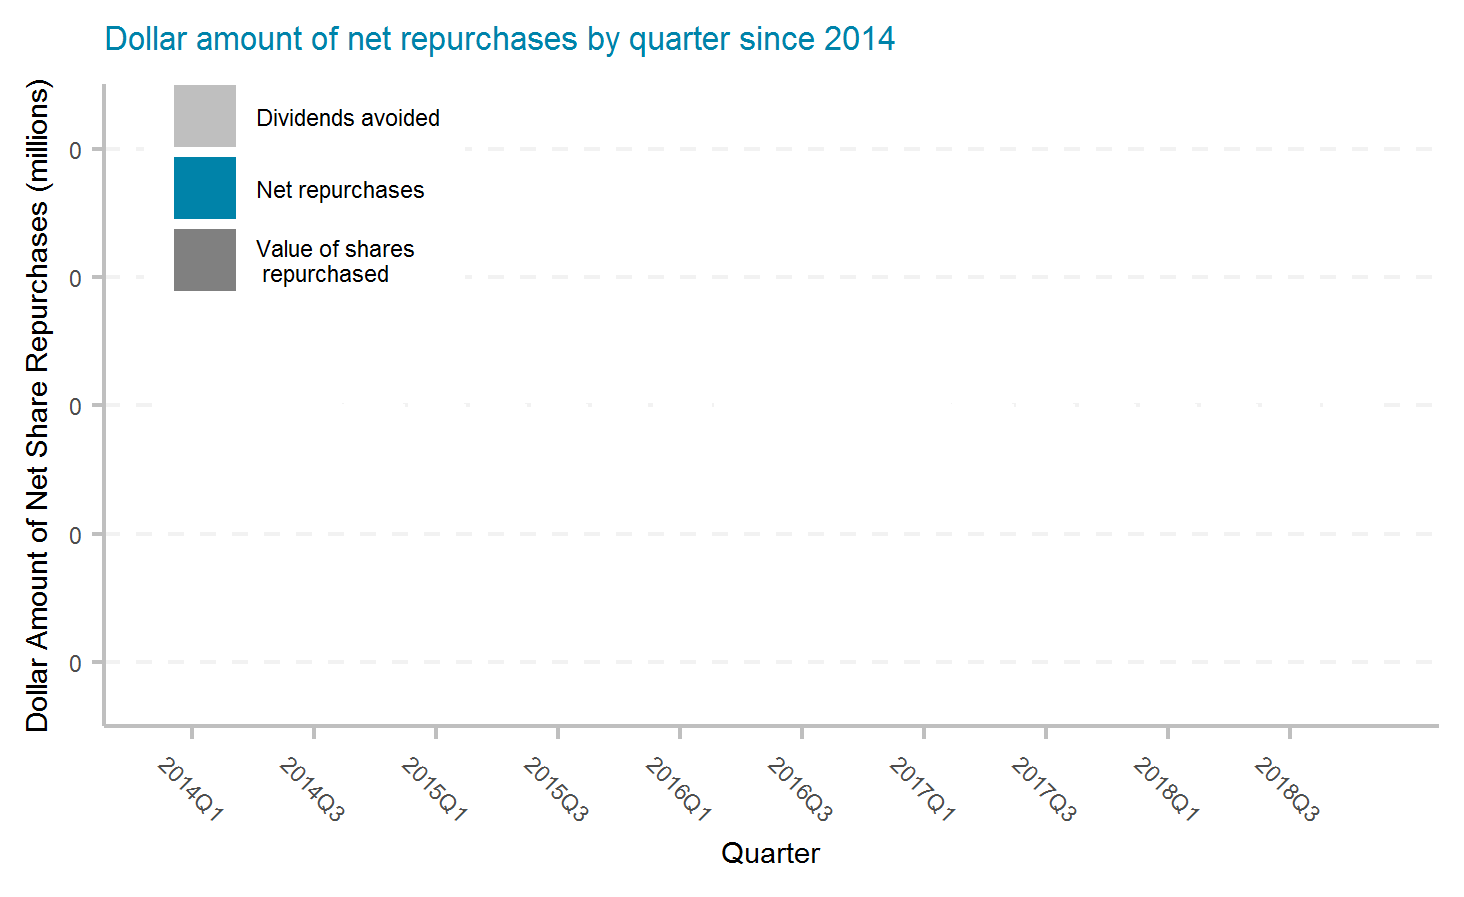 Dollar amount of net repurchases by quarter since 2014
Dollar Amount of Net Share Repurchases (millions)
Dividends avoided
Net repurchases
Value of shares
repurchased
0
0
0
0
0
2014Q1
2014Q3
2015Q1
2015Q3
2016Q1
2016Q3
2017Q1
2017Q3
2018Q1
2018Q3
Quarter